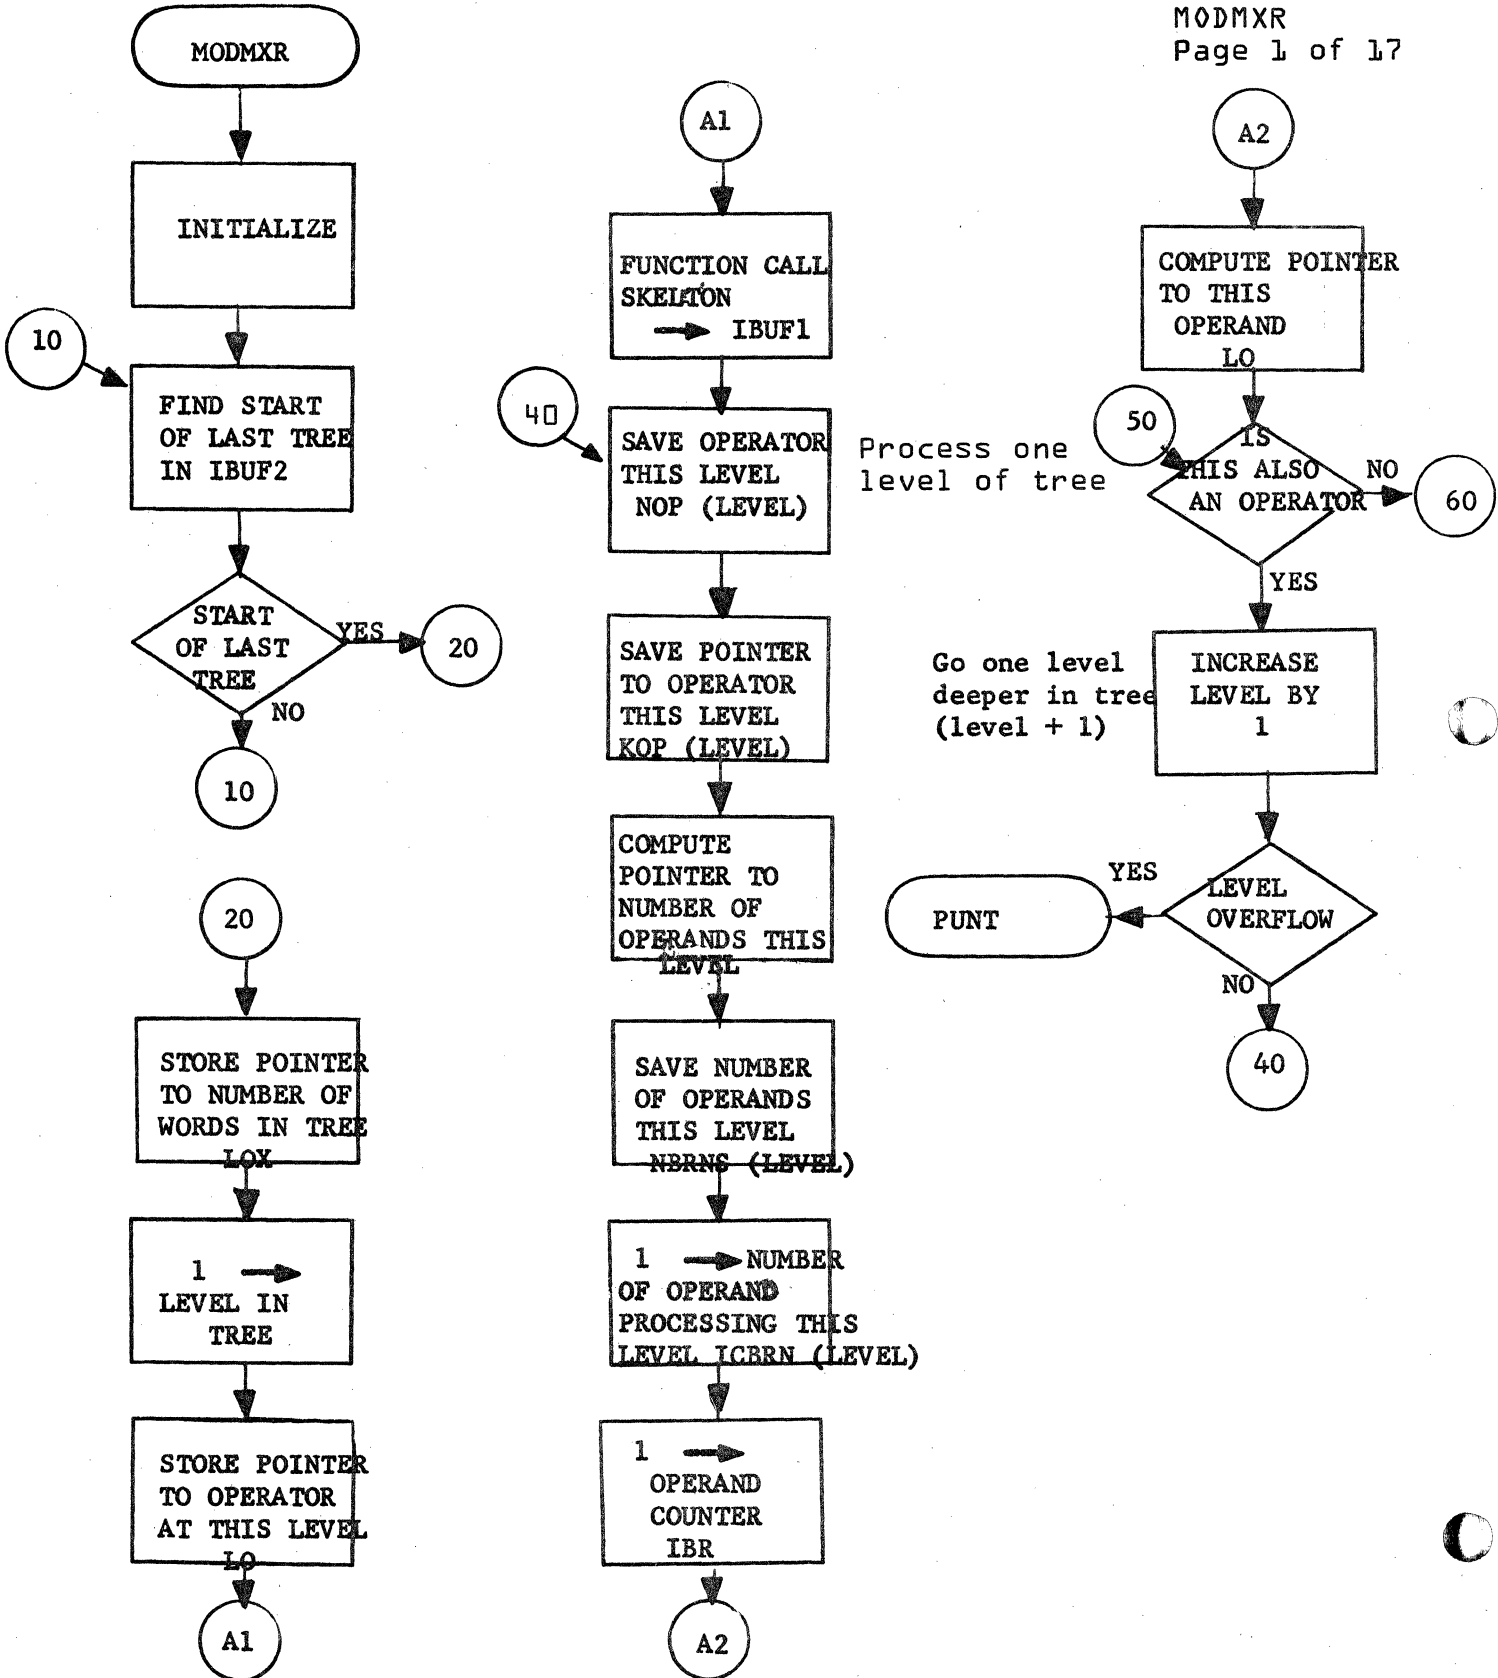 MODMXR
Page 1 of 17
MODMXR
INITIALIZE
10
FIND START
OF LAST TREE
IN IBUF2
START
OF LAST
TREE
YES
20
NO
10
20
STORE POINTER
TO NUMBER OF
WORDS IN TREE
LOX
1
LEVEL IN
TREE
STORE POINTER
TO OPERATOR
AT THIS LEVEL
LO
A1
A1
FUNCTION CALL
SKELTON
→ IBUF1
40
SAVE OPERATOR
THIS LEVEL
NOP (LEVEL)
Process one
level of tree
SAVE POINTER
TO OPERATOR
THIS LEVEL
KOP (LEVEL)
COMPUTE
POINTER TO
NUMBER OF
OPERANDS THIS
LEVEL
SAVE NUMBER
OF OPERANDS
THIS LEVEL
NBRNS (LEVEL)
1 → NUMBER
OF OPERAND
PROCESSING THIS
LEVEL ICBRN (LEVEL)
1 →
OPERAND
COUNTER
IBR
A2
A2
COMPUTE POINTER
TO THIS
OPERAND
LO
50
IS
THIS ALSO
AN OPERATOR
NO
60
YES
Go one level
deeper in tree
(level + 1)
INCREASE
LEVEL BY
1
LEVEL
OVERFLOW
YES
PUNT
NO
40